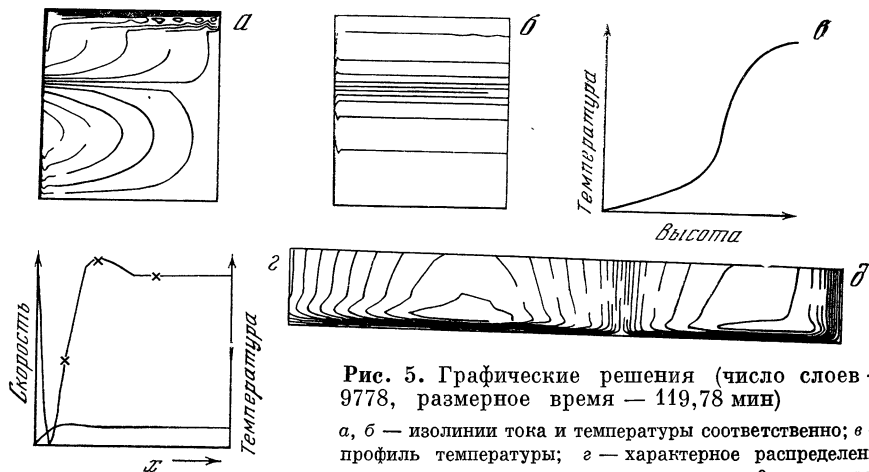 а
б
в
Температура
Высота
г
д
Скорость
Температура
x
Рис. 5. Графические решения (число слоев
9778, размерное время — 119,78 мин)
а, б — изолинии тока и температуры соответственно; в
профиль температуры; г — характерное